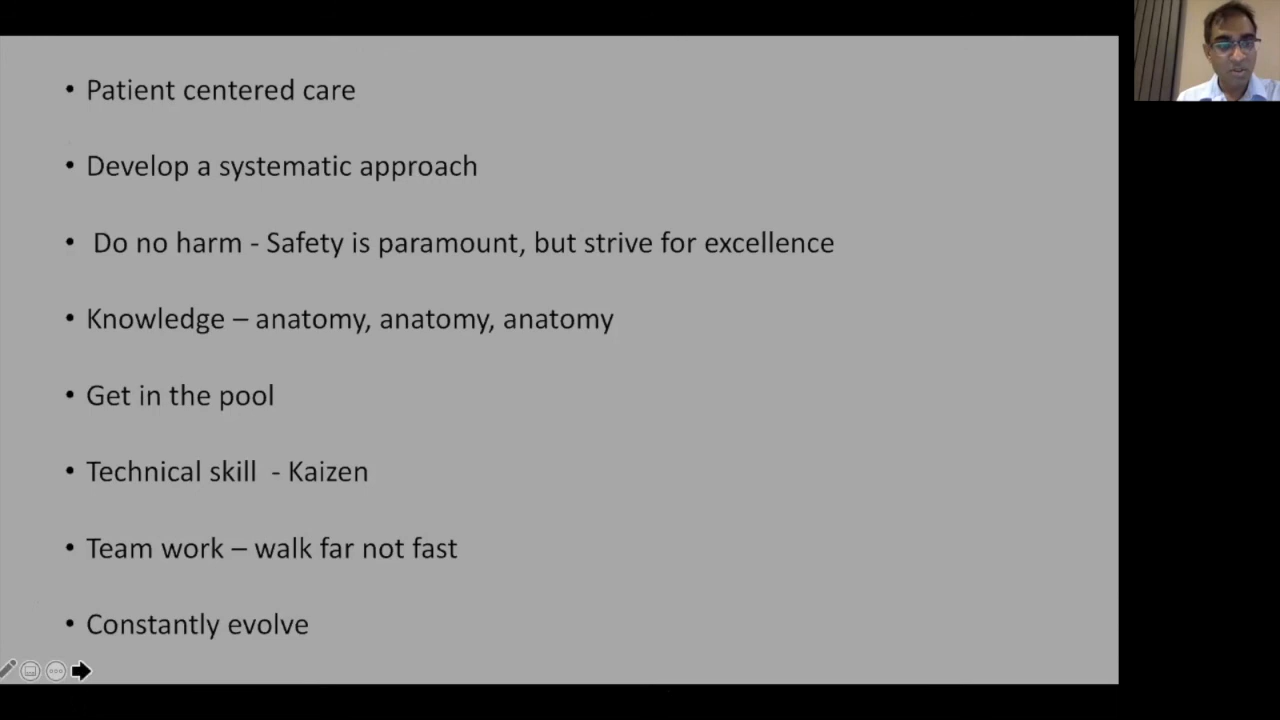 • Patient centered care
• Develop a systematic approach
• Do no harm - Safety is paramount, but strive for excellence
• Knowledge – anatomy, anatomy, anatomy
• Get in the pool
• Technical skill - Kaizen
• Team work – walk far not fast
• Constantly evolve